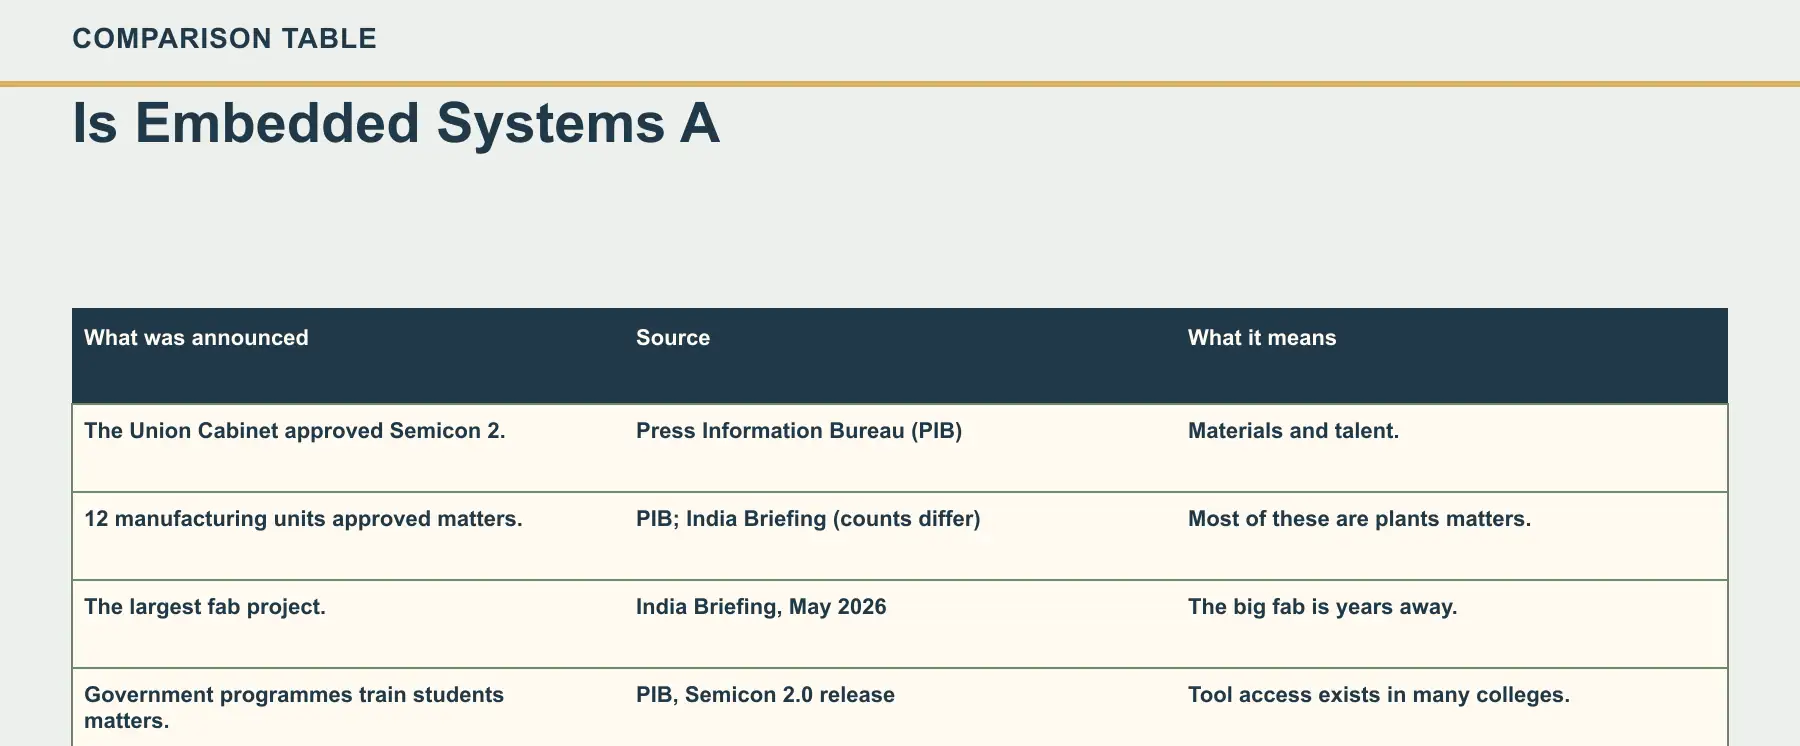 COMPARISON TABLE
Is Embedded Systems A
What was announced Source What it means
The Union Cabinet approved Semicon 2. Press Information Bureau (PIB) Materials and talent.
12 manufacturing units approved matters. PIB; India Briefing (counts differ) Most of these are plants matters.
The largest fab project. India Briefing, May 2026 The big fab is years away.
Government programmes train students PIB, Semicon 2.0 release Tool access exists in many colleges.
matters.